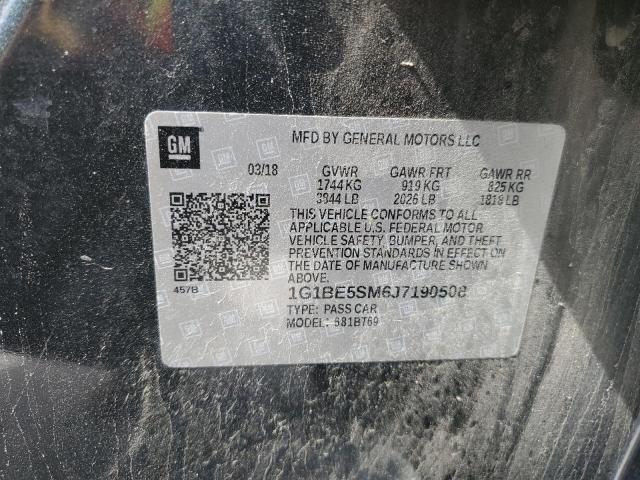 GM
MFD BY GENERAL MOTORS LLC
03/18 GVWR GAWR FRT GAWR RR
1744 KG 919 KG 825 KG
3844 LB 2026 LB 1818 LB
THIS VEHICLE CONFORMS TO ALL
APPLICABLE U.S. FEDERAL MOTOR
VEHICLE SAFETY, BUMPER, AND THEFT
PREVENTION STANDARDS IN EFFECT ON
THE DATE OF MANUFACTURE SHOWN
ABOVE.
457B
1G1BE5SM6J7190508
TYPE: PASS CAR
MODEL: 1BT69